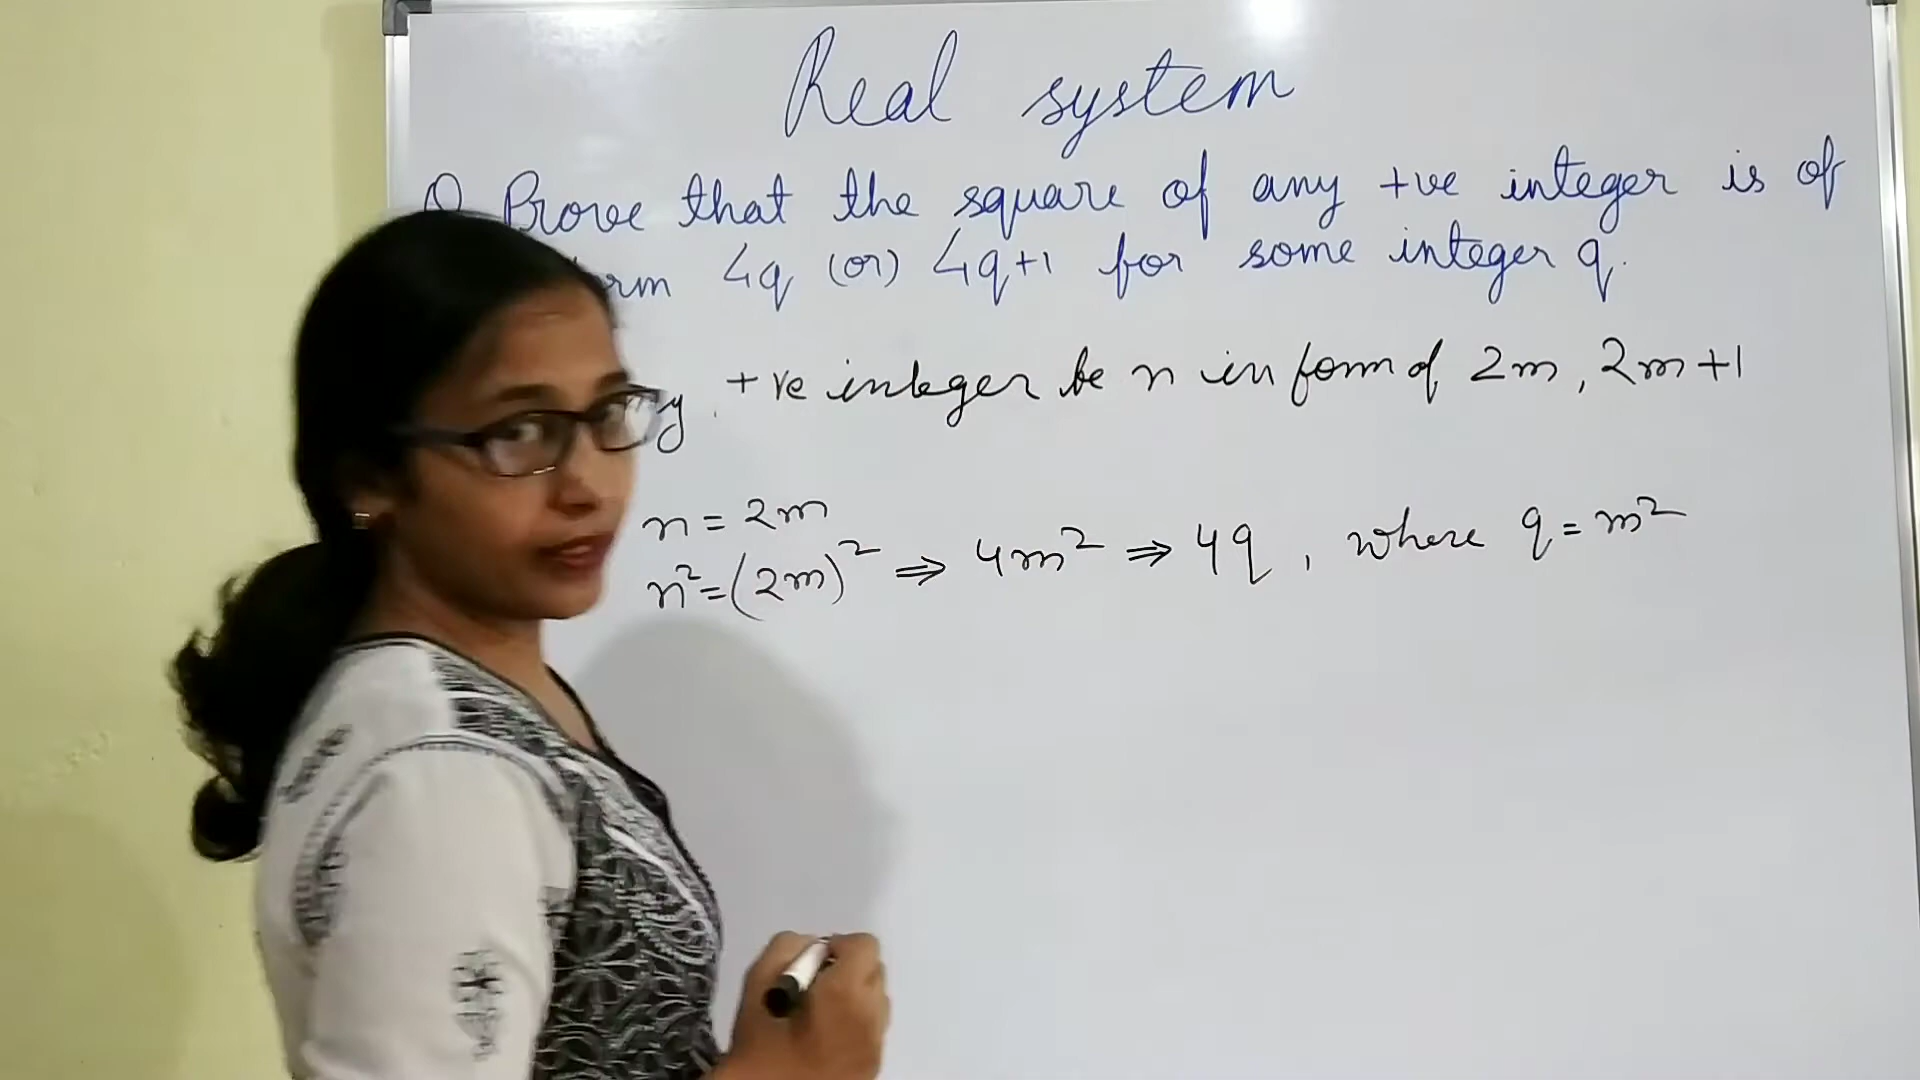 Real system
Q Prove that the square of any +ve integer is of
4q (or) 4q+1 for some integer q.
+ve integer be n in form of 2m, 2m+1
n = 2m
n² = (2m)² ⇒ 4m² ⇒ 4q , where q = m²